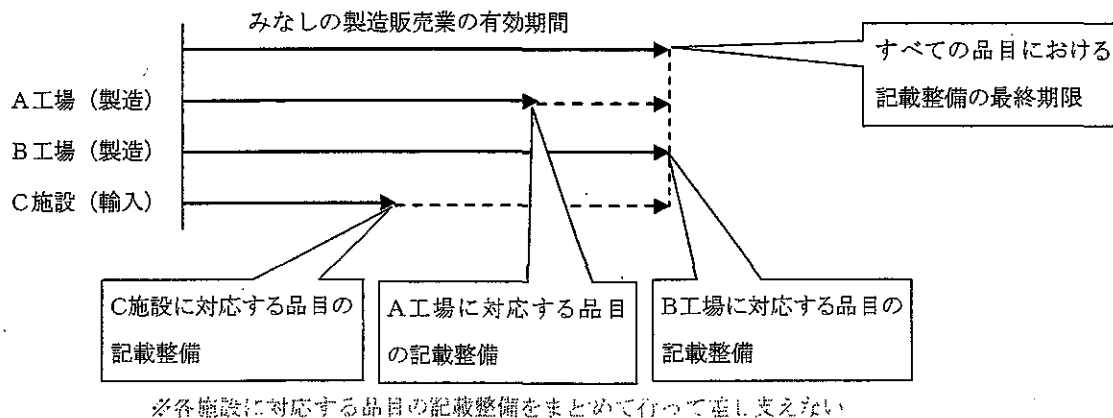 みなしの製造販売業の有効期間
すべての品目における
記載整備の最終期限
A工場（製造）
B工場（製造）
C施設（輸入）
C施設に対応する品目の
記載整備
A工場に対応する品目
の記載整備
B工場に対応する品目の
記載整備
※各施設に対応する品目の記載整備をまとめて行って差し支えない